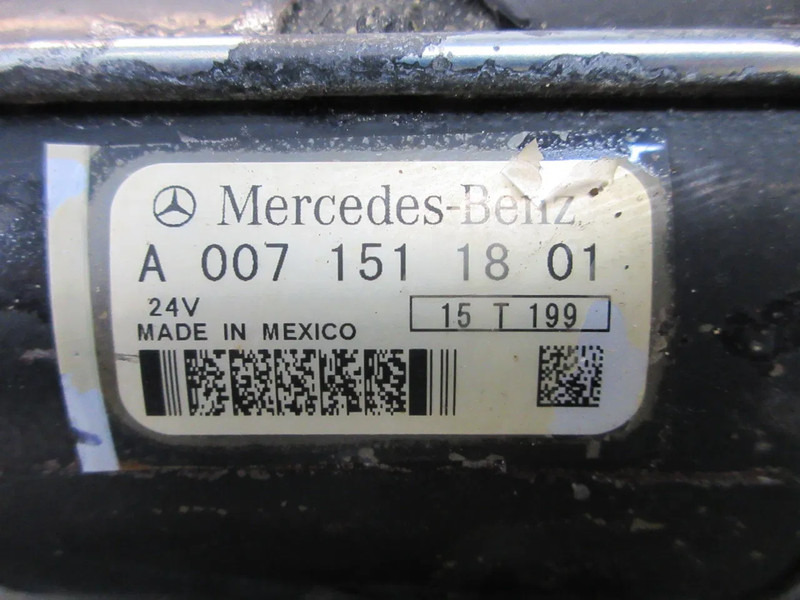 Mercedes-Benz
A 007 151 18 01
24V
15 T 199
MADE IN MEXICO